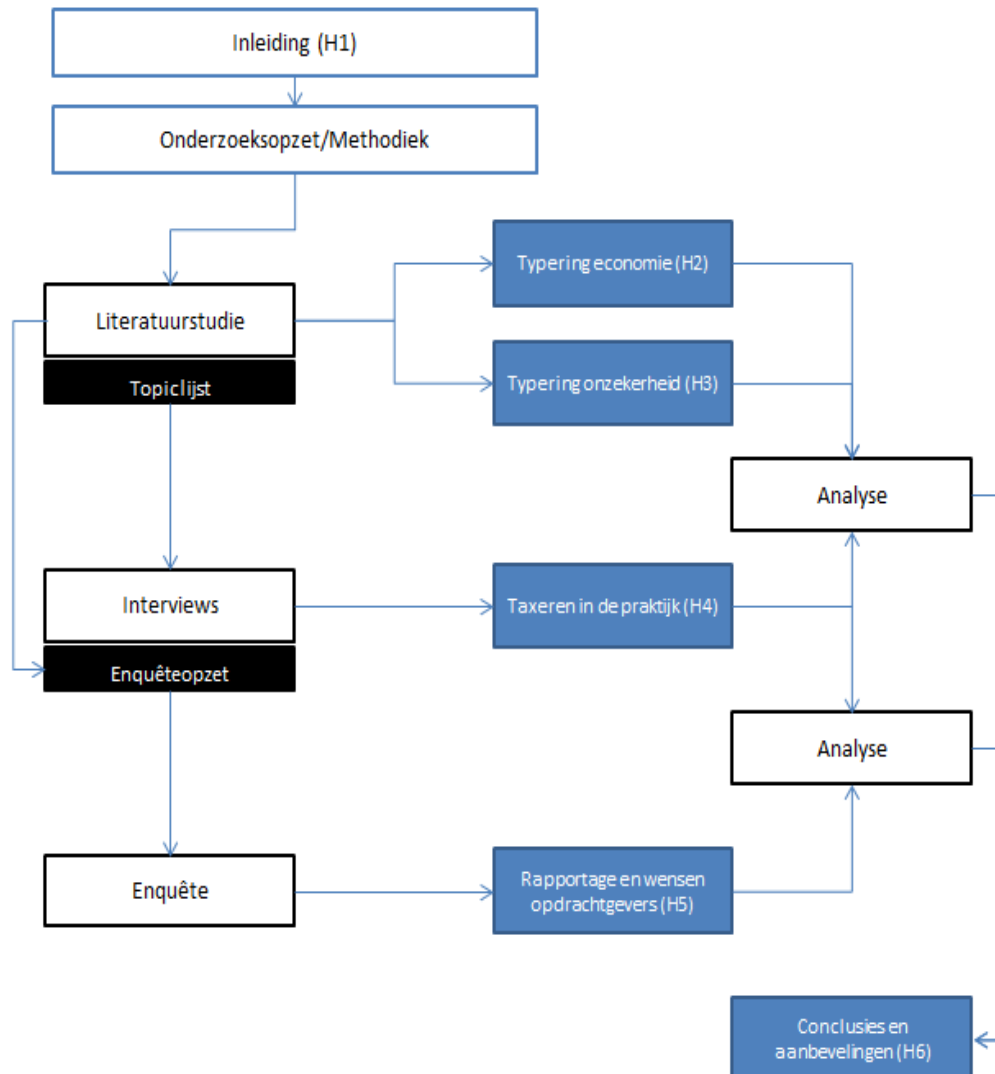 Inleiding (H1)
Onderzoeksopzet/Methodiek
Typering economie (H2)
Literatuurstudie
Topiclijst
Typering onzekerheid (H3)
Analyse
Interviews
Enquêteopzet
Taxeren in de praktijk (H4)
Analyse
Enquête
Rapportage en wensen
opdrachtgevers (H5)
Conclusies en
aanbevelingen (H6)